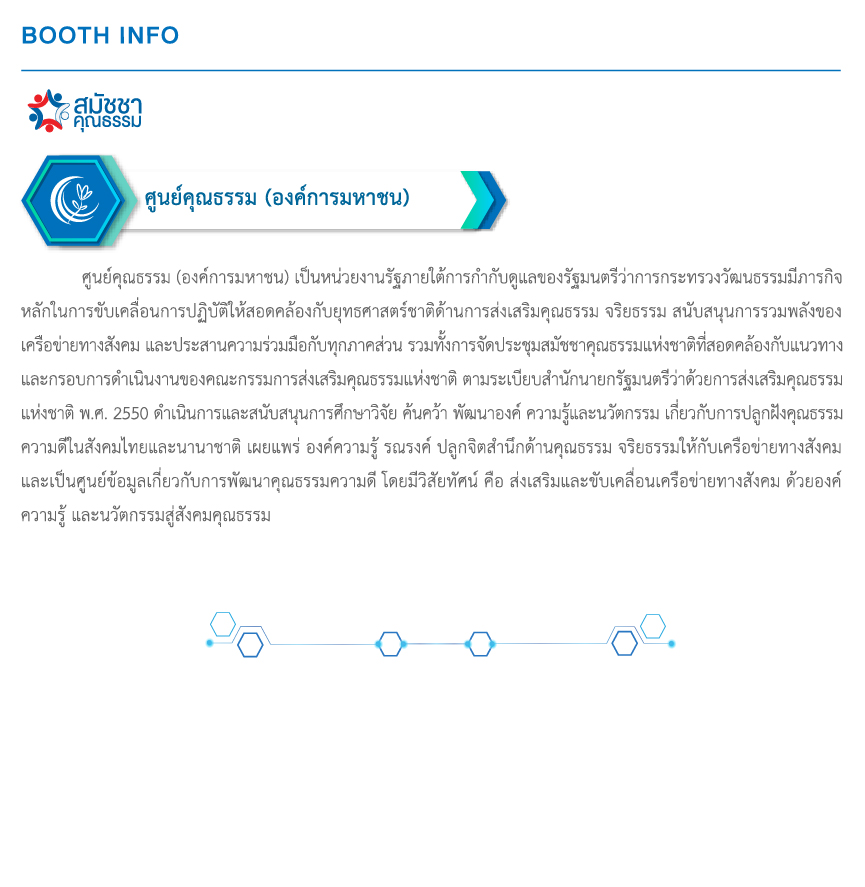 BOOTH INFO
สมัชชา
คุณธรรม
ศูนย์คุณธรรม (องค์การมหาชน)
ศูนย์คุณธรรม (องค์การมหาชน) เป็นหน่วยงานรัฐภายใต้การกำกับดูแลของรัฐมนตรีว่าการกระทรวงวัฒนธรรมมีภารกิจ
หลักในการขับเคลื่อนการปฏิบัติให้สอดคล้องกับยุทธศาสตร์ชาติด้านการส่งเสริมคุณธรรม จริยธรรม สนับสนุนการรวมพลังของ
เครือข่ายทางสังคม และประสานความร่วมมือกับทุกภาคส่วน รวมทั้งการจัดประชุมสมัชชาคุณธรรมแห่งชาติที่สอดคล้องกับแนวทาง
และกรอบการดำเนินงานของคณะกรรมการส่งเสริมคุณธรรมแห่งชาติ ตามระเบียบสำนักนายกรัฐมนตรีว่าด้วยการส่งเสริมคุณธรรม
แห่งชาติ พ.ศ. 2550 ดำเนินการและสนับสนุนการศึกษาวิจัย ค้นคว้า พัฒนาองค์ ความรู้และนวัตกรรม เกี่ยวกับการปลูกฝังคุณธรรม
ความดีในสังคมไทยและนานาชาติ เผยแพร่ องค์ความรู้ รณรงค์ ปลูกจิตสำนึกด้านคุณธรรม จริยธรรมให้กับเครือข่ายทางสังคม
และเป็นศูนย์ข้อมูลเกี่ยวกับการพัฒนาคุณธรรมความดี โดยมีวิสัยทัศน์ คือ ส่งเสริมและขับเคลื่อนเครือข่ายทางสังคม ด้วยองค์
ความรู้ และนวัตกรรมสู่สังคมคุณธรรม